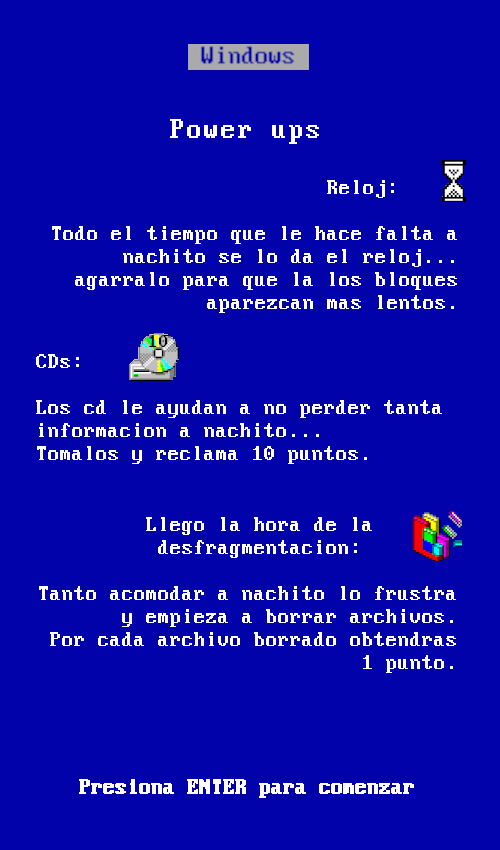 Windows
Power ups
Reloj:
Todo el tiempo que le hace falta a
nachito se lo da el reloj...
agarralo para que la los bloques
aparezcan mas lentos.
10
CDs:
Los cd le ayudan a no perder tanta
informacion a nachito...
Tomalos y reclama 10 puntos.
Llego la hora de la
desfragmentacion:
Tanto acomodar a nachito lo frustra
y empieza a borrar archivos.
Por cada archivo borrado obtendras
1 punto.
Presiona ENTER para comenzar